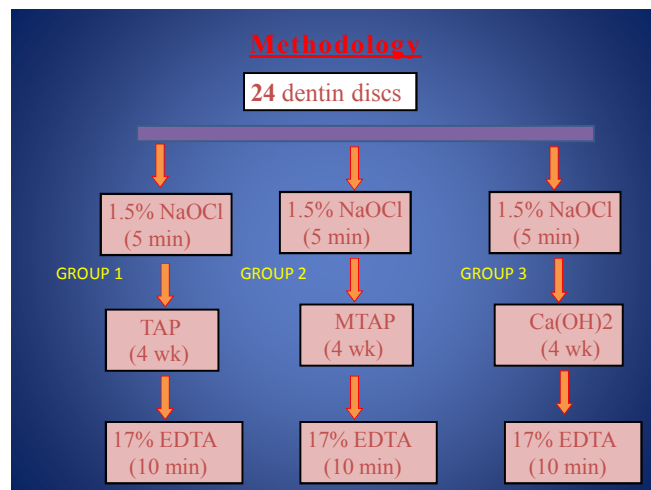 Methodology
24 dentin discs
1.5% NaOCl
(5 min)
1.5% NaOCl
(5 min)
1.5% NaOCl
(5 min)
GROUP 1
GROUP 2
GROUP 3
TAP
(4 wk)
MTAP
(4 wk)
Ca(OH)2
(4 wk)
17% EDTA
(10 min)
17% EDTA
(10 min)
17% EDTA
(10 min)